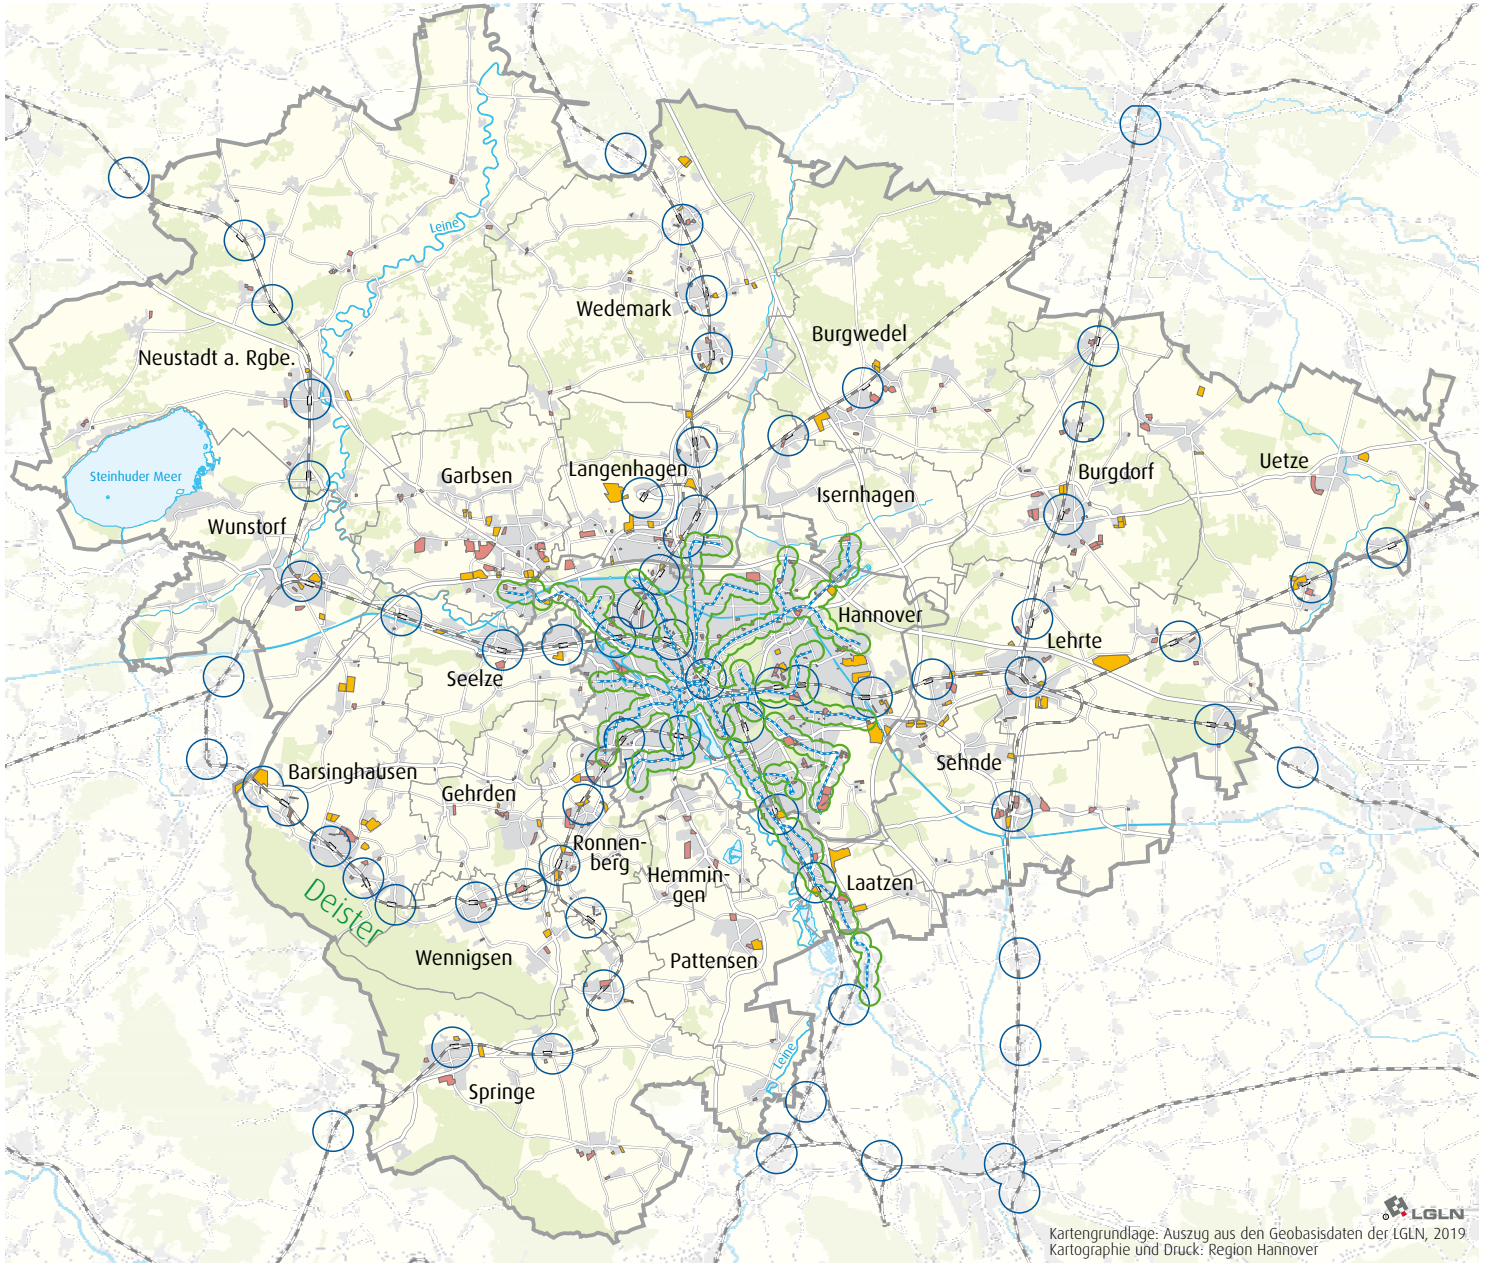 Leine
Wedemark
Burgwedel
Neustadt a. Rgbe.
Steinhuder Meer
Garbsen
Langenhagen
Isernhagen
Burgdorf
Uetze
Wunstorf
Hannover
Lehrte
Seelze
Sehnde
Barsinghausen
Gehrden
Ronnen-
berg
Hemmin-
gen
Laatzen
Deister
Wennigsen
Pattensen
Leine
Springe
LGLN
Kartengrundlage: Auszug aus den Geobasisdaten der LGLN, 2019
Kartographie und Druck: Region Hannover